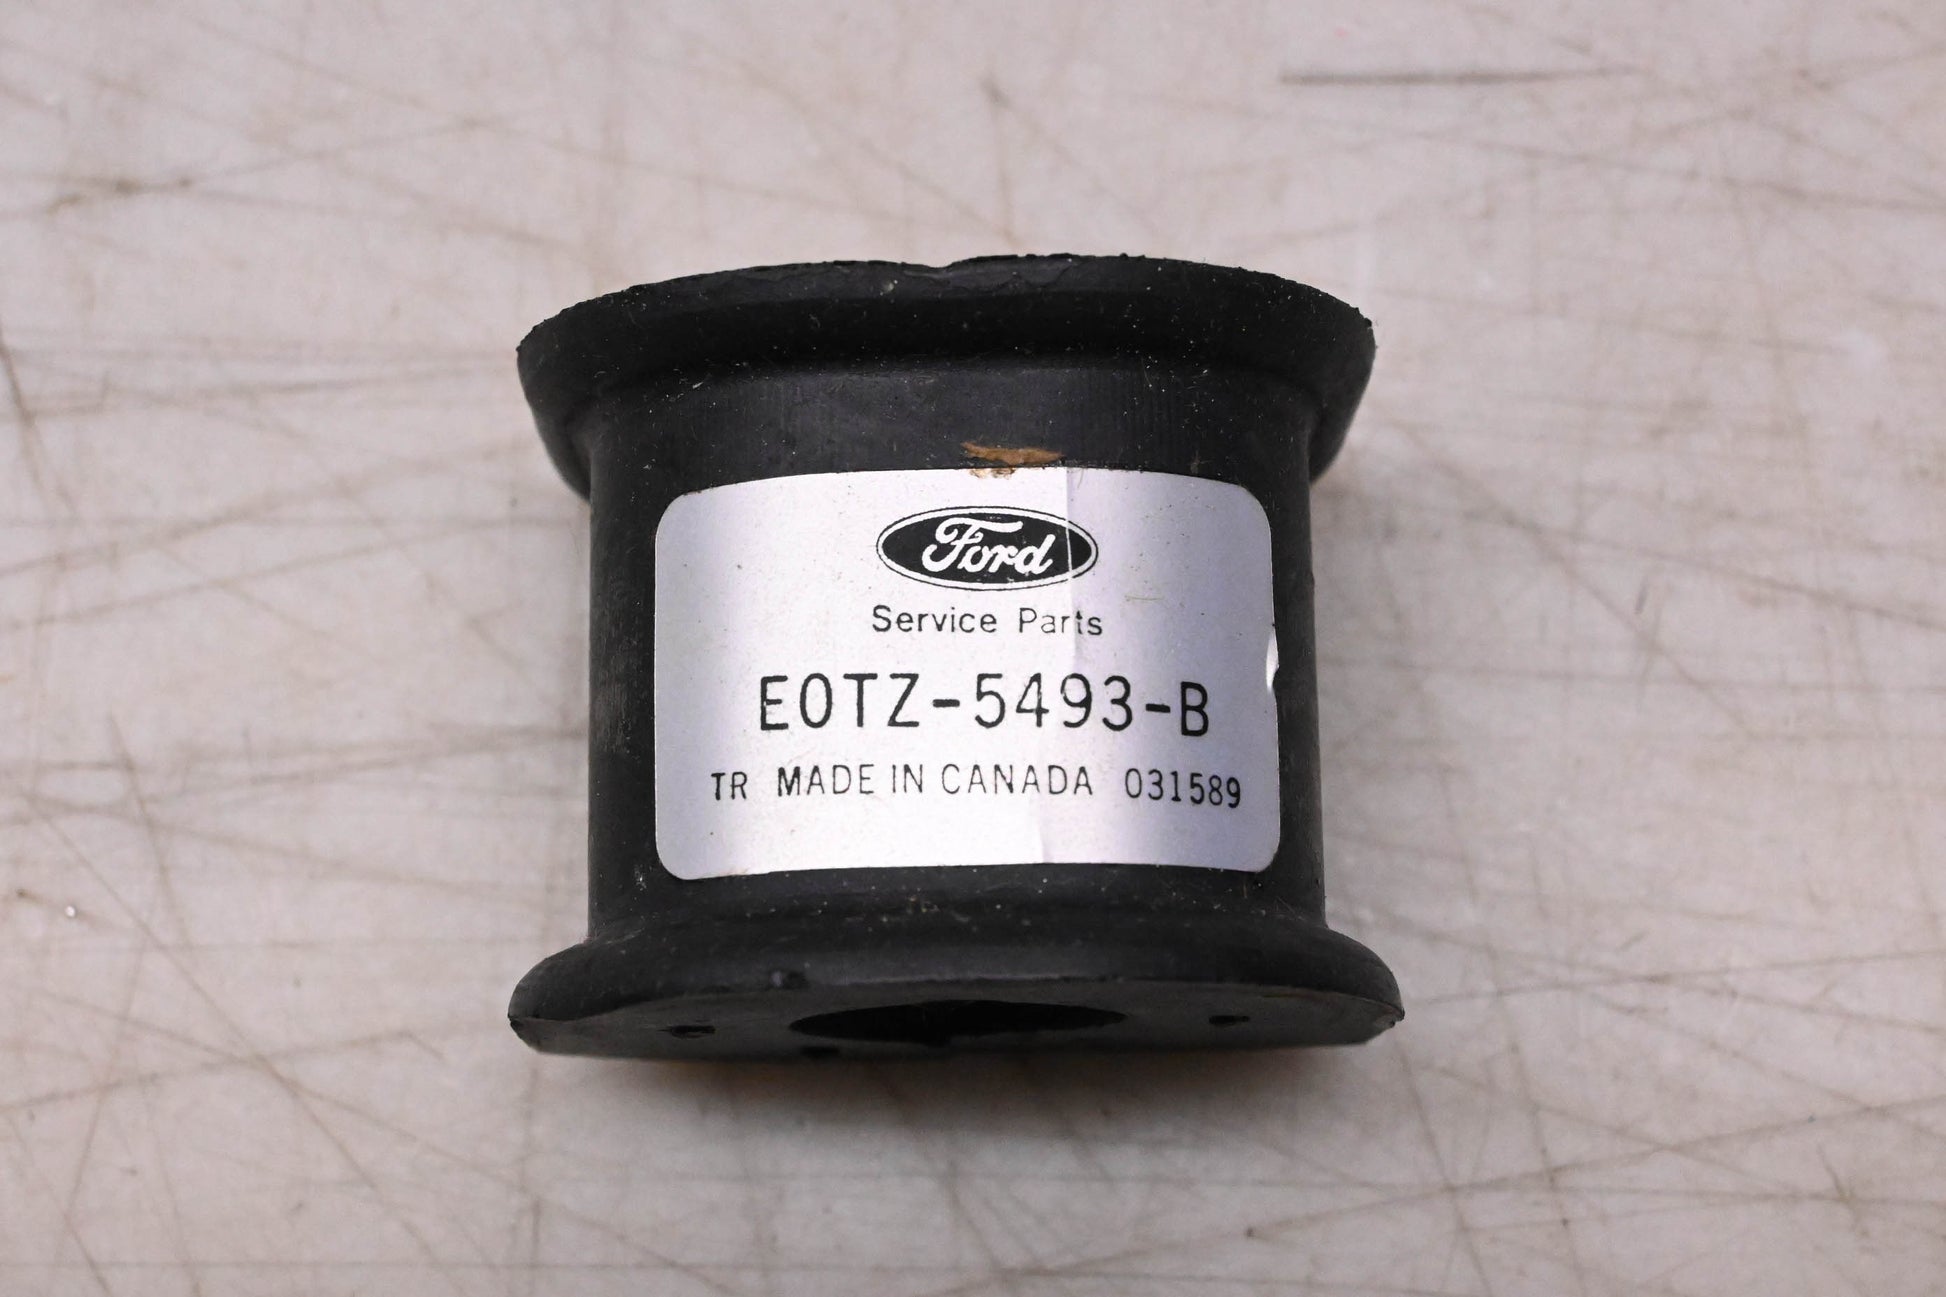 Ford
Service Parts
E0TZ-5493-B
TR MADE IN CANADA 031589